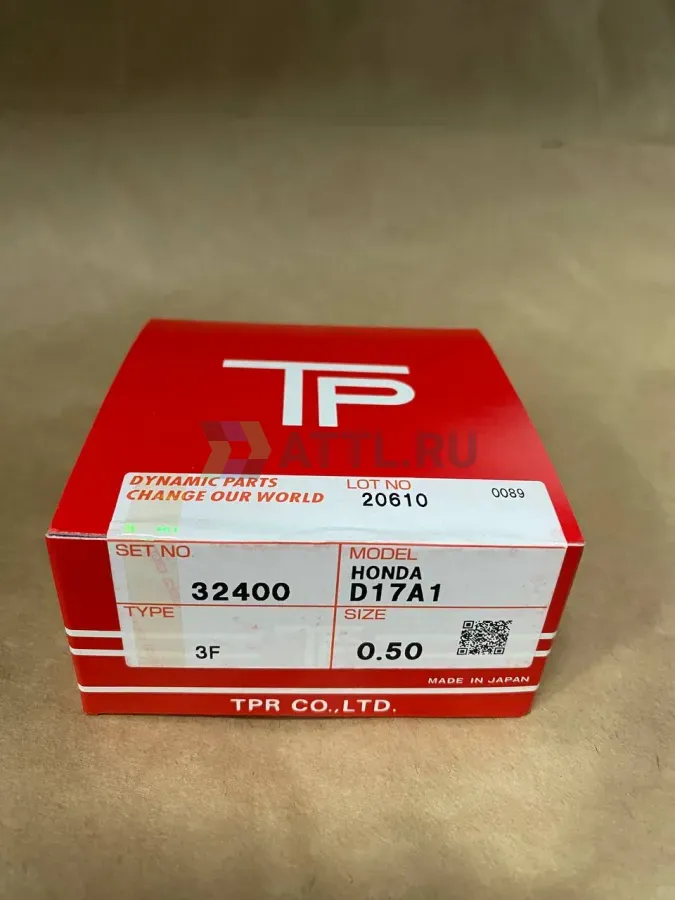 TP
ATTL.RU
DYNAMIC PARTS
CHANGE OUR WORLD
LOT NO
20610
0089
SET NO.
32400
MODEL
HONDA
D17A1
TYPE
3F
SIZE
0.50
MADE IN JAPAN
TPR CO.,LTD.